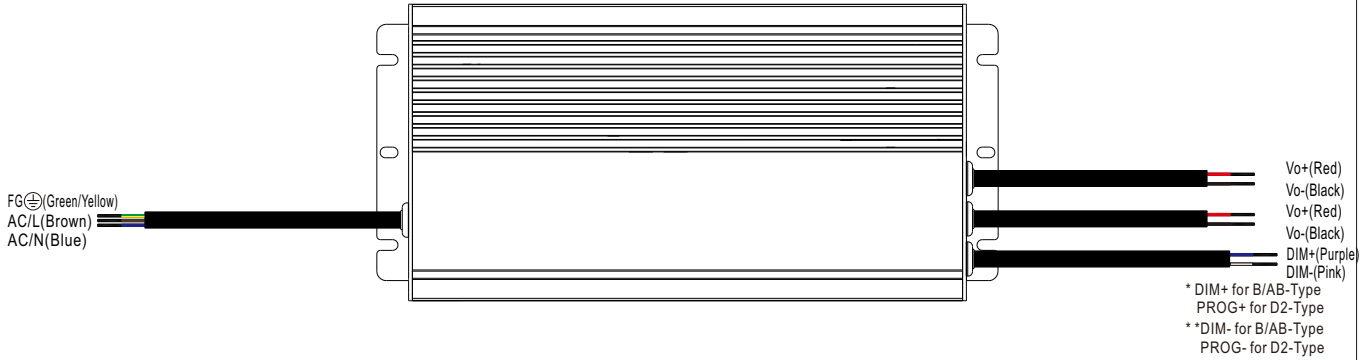 FG⏚(Green/Yellow)
AC/L(Brown)
AC/N(Blue)
Vo+(Red)
Vo-(Black)
Vo+(Red)
Vo-(Black)
DIM+(Purple)
DIM-(Pink)
* DIM+ for B/AB-Type
PROG+ for D2-Type
* *DIM- for B/AB-Type
PROG- for D2-Type